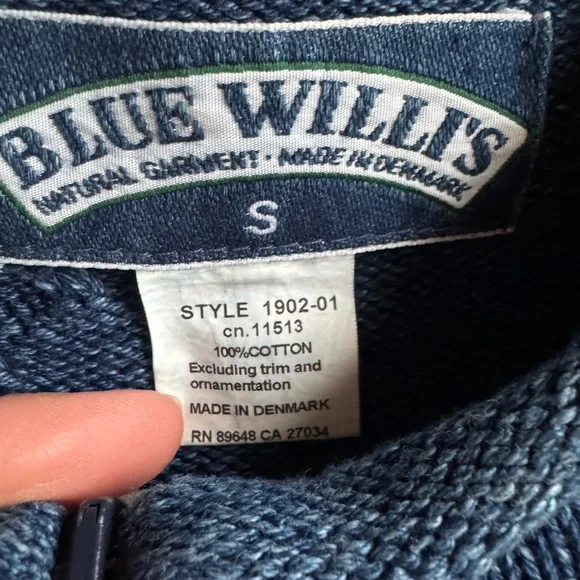 BLUE WILLI'S
NATURAL GARMENT · MADE IN DENMARK
S
STYLE 1902-01
cn.11513
100%COTTON
Excluding trim and
ornamentation
MADE IN DENMARK
RN 89648 CA 27034